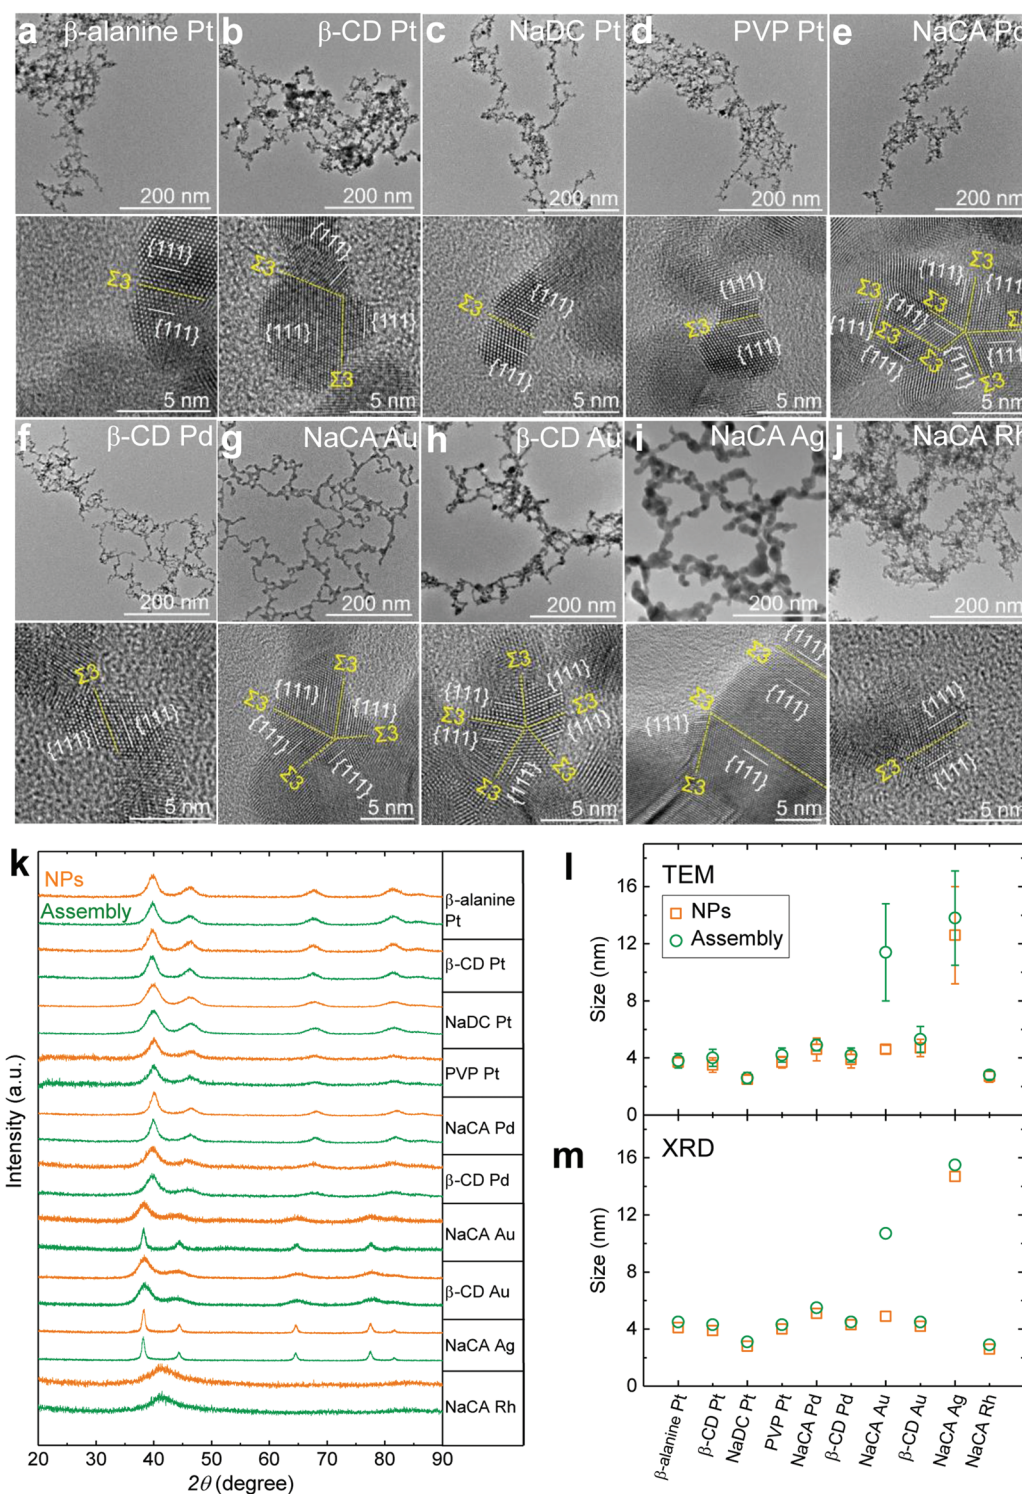 a β-alanine Pt
b β-CD Pt
c NaDC Pt
d PVP Pt
e NaCA Pd
200 nm
200 nm
200 nm
200 nm
200 nm
{111}
Σ3
{111}
5 nm
{111}
Σ3
{111}
{111}
Σ3
5 nm
{111}
Σ3
{111}
5 nm
{111}
Σ3
{111}
5 nm
{111}
Σ3
Σ3
Σ3
{111}
{111}
Σ3
Σ3
{111}
Σ3
{111}
Σ3
{111}
5 nm
f β-CD Pd
g NaCA Au
h β-CD Au
i NaCA Ag
j NaCA Rh
200 nm
200 nm
200 nm
200 nm
200 nm
Σ3
{111}
{111}
5 nm
Σ3
{111}
Σ3
{111}
{111}
Σ3
{111}
Σ3
5 nm
Σ3
{111}
Σ3
Σ3
{111}
{111}
{111}
Σ3
Σ3
5 nm
{111}
Σ3
{111}
{111}
{111}
Σ3
5 nm
{111}
Σ3
{111}
5 nm
k
NPs
Assembly
β-alanine
Pt
β-CD Pt
NaDC Pt
PVP Pt
NaCA Pd
β-CD Pd
NaCA Au
β-CD Au
NaCA Ag
NaCA Rh
Intensity (a.u.)
20 30 40 50 60 70 80 90
2θ (degree)
l
TEM
NPs
Assembly
16
12
8
4
0
Size (nm)
m
XRD
16
12
8
4
0
Size (nm)
β-alanine Pt
β-CD Pt
NaDC Pt
PVP Pt
NaCA Pd
β-CD Pd
NaCA Au
β-CD Au
NaCA Ag
NaCA Rh